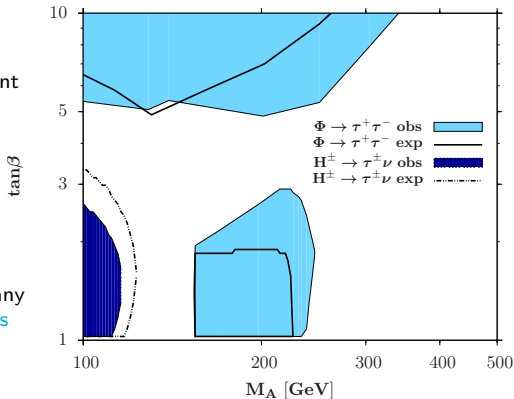 10
nt
5
Φ → τ⁺τ⁻ obs
Φ → τ⁺τ⁻ exp
H± → τ±ν obs
H± → τ±ν exp
tanβ
3
any
s
1
100
200
300
400
500
M_A [GeV]